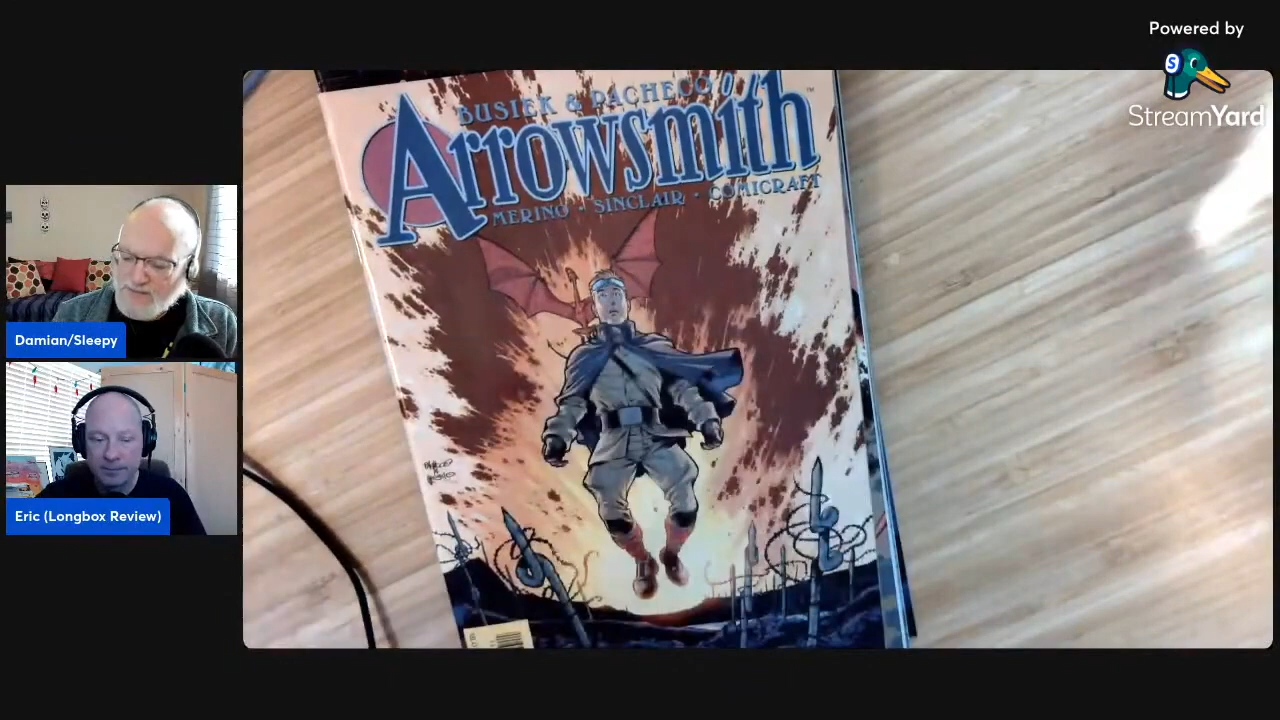 Powered by
StreamYard
BUSIEK & PACHECO
Arrowsmith
MERINO • SINCLAIR • COMICRAFT
Damian/Sleepy
Eric (Longbox Review)